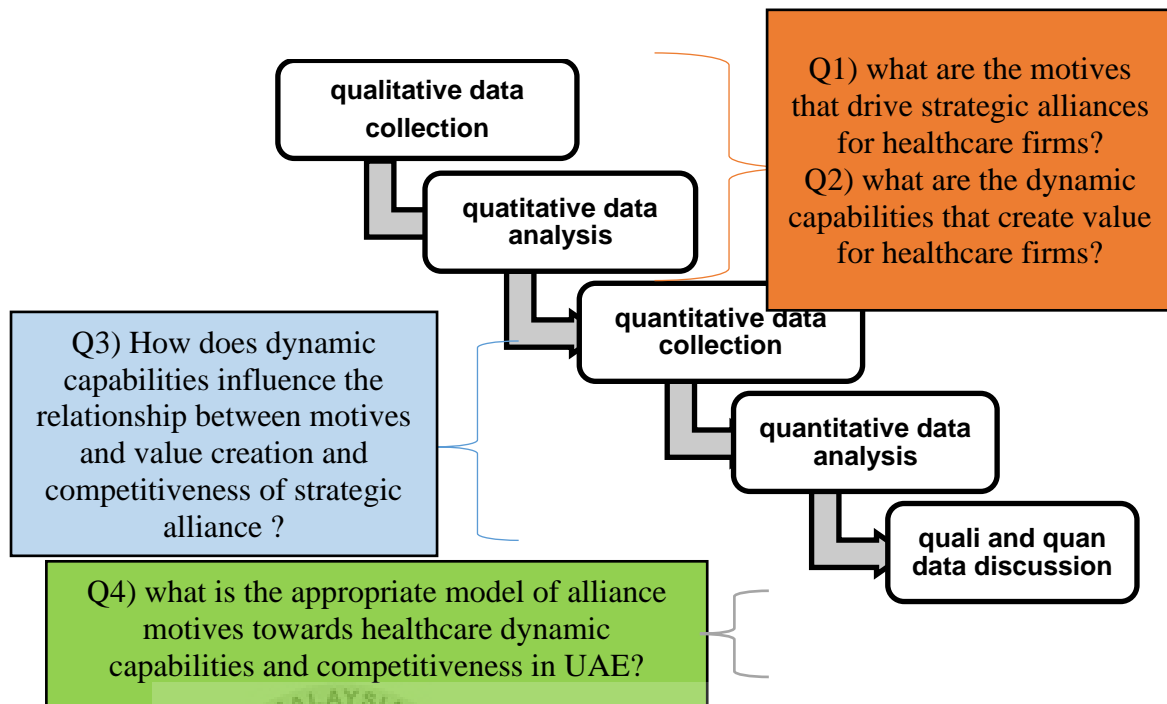 qualitative data
collection
quatitative data
analysis
Q1) what are the motives
that drive strategic alliances
for healthcare firms?
Q2) what are the dynamic
capabilities that create value
for healthcare firms?
quantitative data
collection
Q3) How does dynamic
capabilities influence the
relationship between motives
and value creation and
competitiveness of strategic
alliance ?
quantitative data
analysis
quali and quan
data discussion
Q4) what is the appropriate model of alliance
motives towards healthcare dynamic
capabilities and competitiveness in UAE?